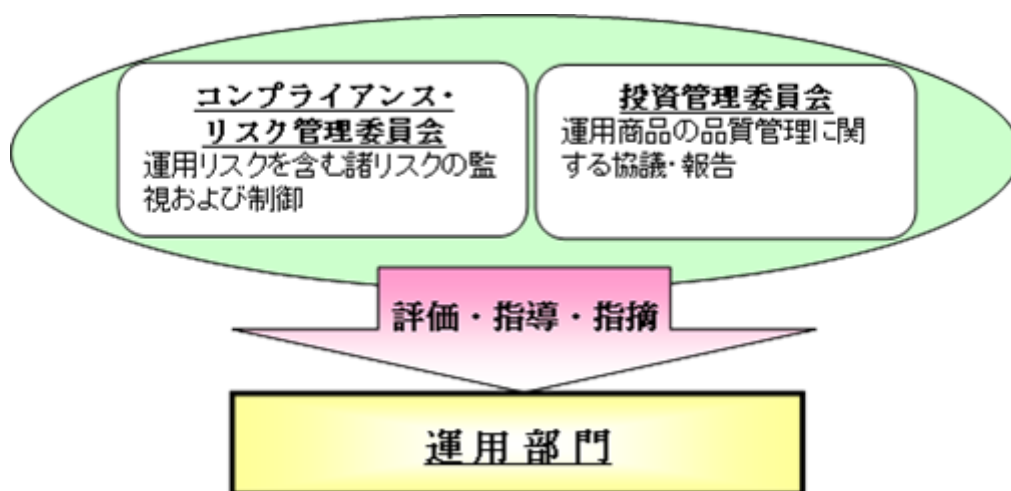 コンプライアンス・
リスク管理委員会
運用リスクを含む諸リスクの監
視および制御
投資管理委員会
運用商品の品質管理に関
する協議・報告
評価・指導・指摘
運用部門